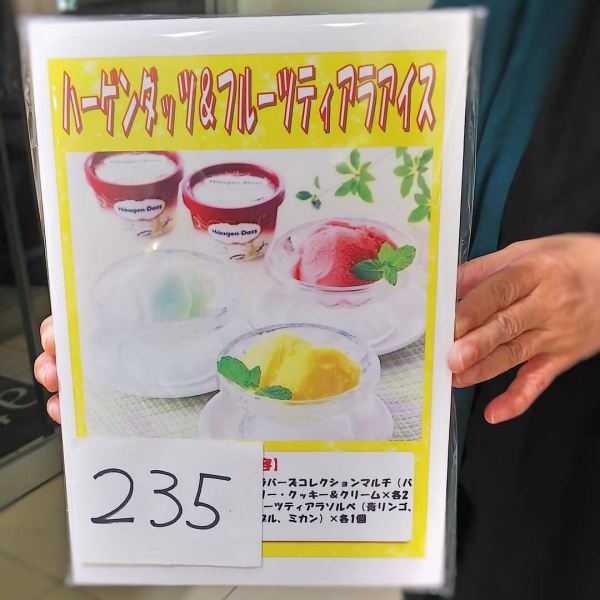 ハーゲンダッツ&フルーツティアラアイス
Häagen-Dazs
Häagen-Dazs
容】
ラバーズコレクションマルチ（バ
リー・クッキー&クリーム×各2
ーツティアラソルベ（青リンゴ、
プル、ミカン）×各1個
235